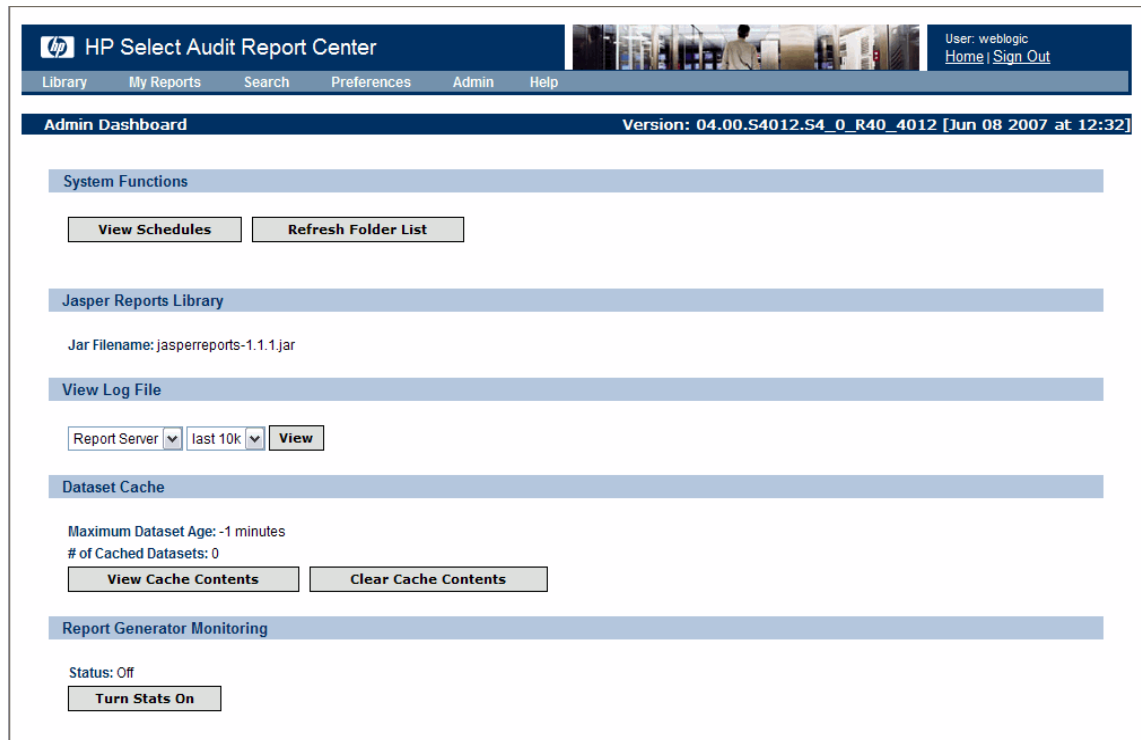 hp HP Select Audit Report Center
User: weblogic
Home | Sign Out
Library My Reports Search Preferences Admin Help
Admin Dashboard Version: 04.00.S4012.S4_0_R40_4012 [Jun 08 2007 at 12:32]
System Functions
View Schedules Refresh Folder List
Jasper Reports Library
Jar Filename: jasperreports-1.1.1.jar
View Log File
Report Server last 10k View
Dataset Cache
Maximum Dataset Age: -1 minutes
# of Cached Datasets: 0
View Cache Contents Clear Cache Contents
Report Generator Monitoring
Status: Off
Turn Stats On